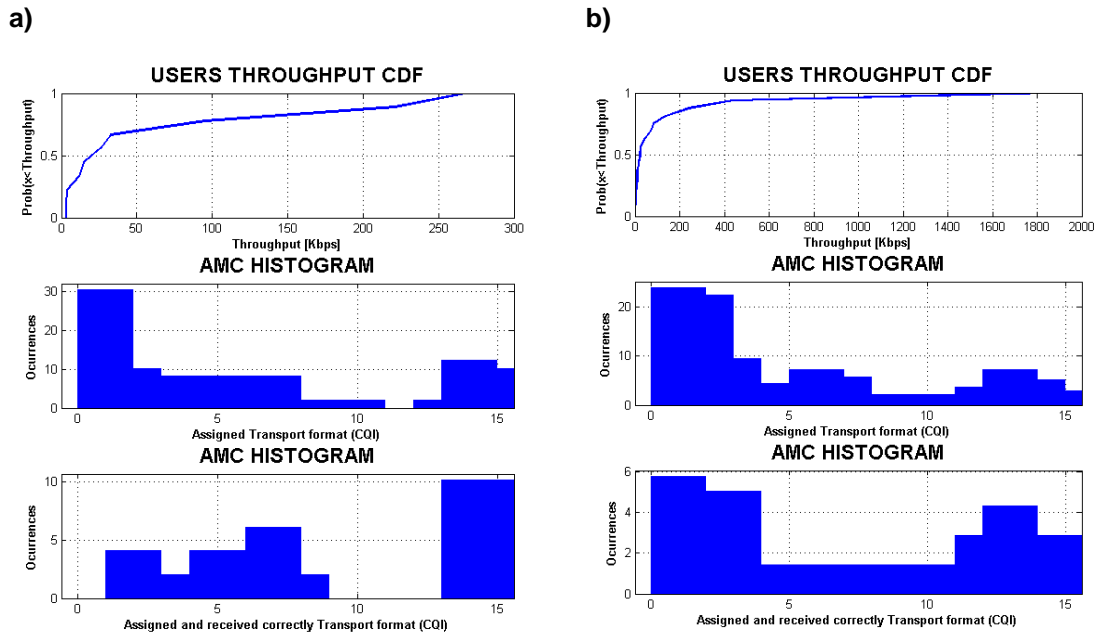 a)
USERS THROUGHPUT CDF
Prob(x<Throughput)
1
0.5
0
0 50 100 150 200 250 300
Throughput [Kbps]
AMC HISTOGRAM
Ocurrences
30
20
10
0
0 5 10 15
Assigned Transport format (CQI)
AMC HISTOGRAM
Ocurrences
10
5
0
0 5 10 15
Assigned and received correctly Transport format (CQI)
b)
USERS THROUGHPUT CDF
Prob(x<Throughput)
1
0.5
0
0 200 400 600 800 1000 1200 1400 1600 1800 2000
Throughput [Kbps]
AMC HISTOGRAM
Ocurrences
20
10
0
0 5 10 15
Assigned Transport format (CQI)
AMC HISTOGRAM
Ocurrences
6
4
2
0
0 5 10 15
Assigned and received correctly Transport format (CQI)